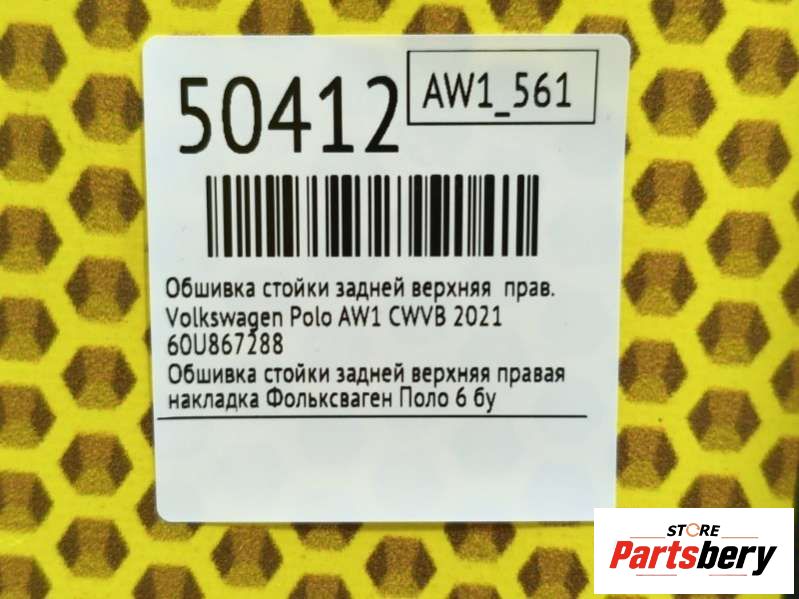 50412
AW1_561
Обшивка стойки задней верхняя прав.
Volkswagen Polo AW1 CWVB 2021
60U867288
Обшивка стойки задней верхняя правая
накладка Фольксваген Поло 6 бу
STORE
Partsbery